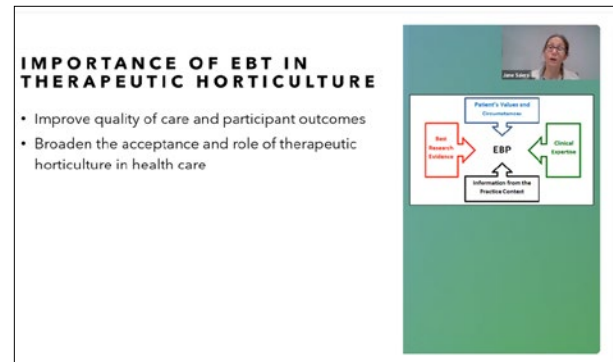 IMPORTANCE OF EBT IN
THERAPEUTIC HORTICULTURE
• Improve quality of care and participant outcomes
• Broaden the acceptance and role of therapeutic
horticulture in health care
Patient's Values and
Circumstances
Best
Research
Evidence
EBP
Clinical
Expertise
Information from the
Practice Context